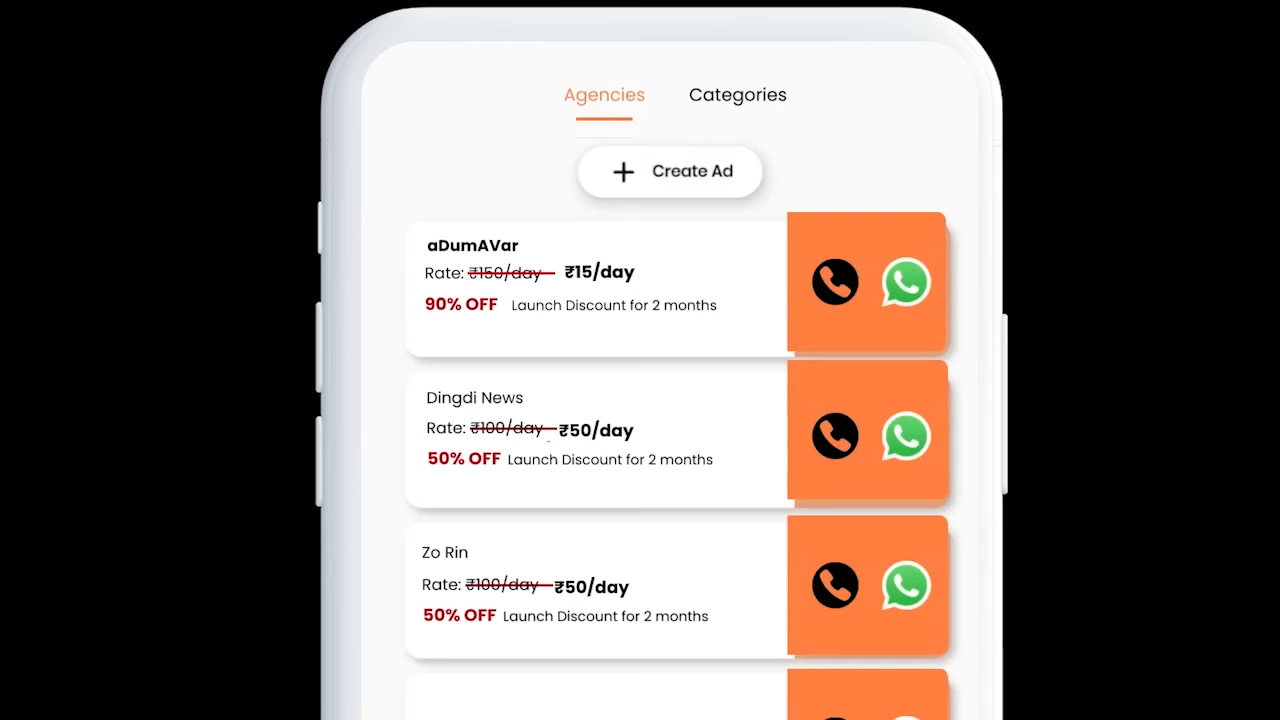 Agencies Categories
+ Create Ad
aDumAVar
Rate: ₹150/day ₹15/day
90% OFF Launch Discount for 2 months
Dingdi News
Rate: ₹100/day ₹50/day
50% OFF Launch Discount for 2 months
Zo Rin
Rate: ₹100/day ₹50/day
50% OFF Launch Discount for 2 months